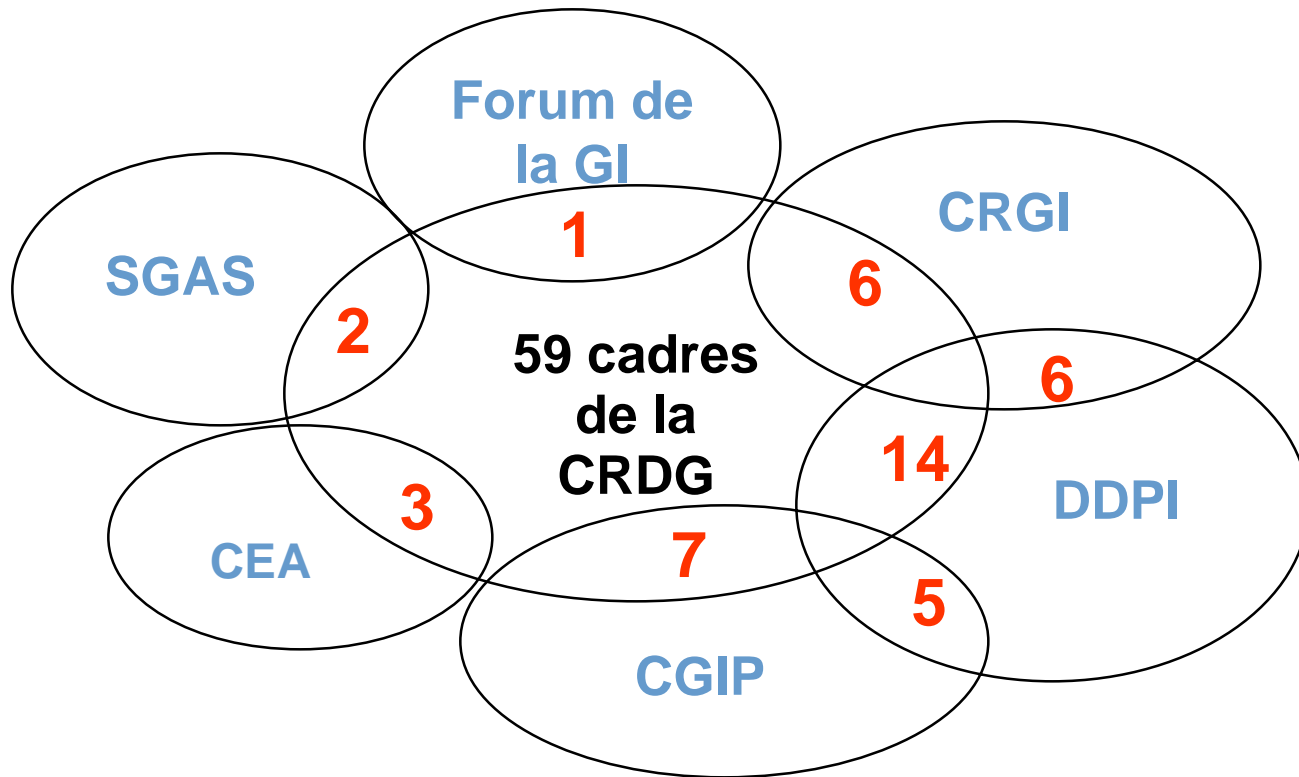 Forum de
la GI
1
CRGI
6
SGAS
2
59 cadres
de la
CRDG
6
14
DDPI
3
7
5
CEA
CGIP